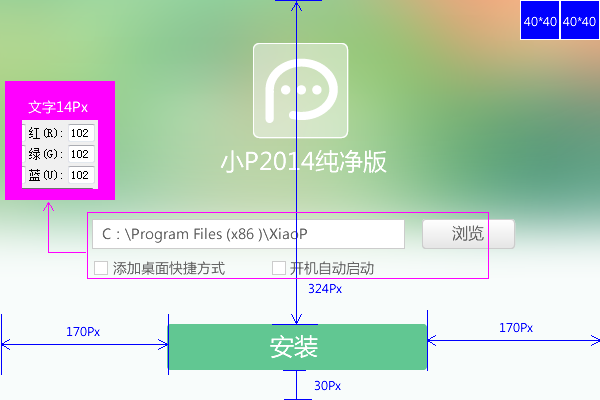 40*40 40*40
文字14Px
红(R): 102
绿(G): 102
蓝(U): 102
小P2014纯净版
C : \Program Files (x86 )\XiaoP 浏览
添加桌面快捷方式 开机自动启动
324Px
170Px 170Px
安装
30Px